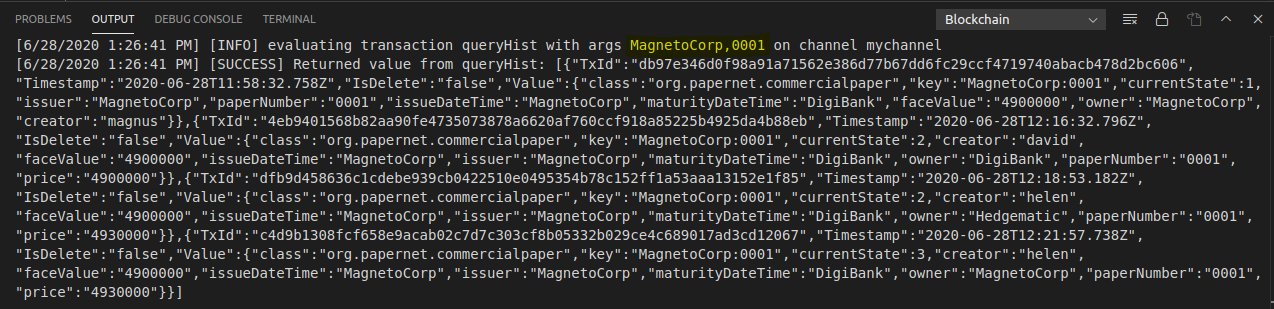 PROBLEMS OUTPUT DEBUG CONSOLE TERMINAL Blockchain
[6/28/2020 1:26:41 PM] [INFO] evaluating transaction queryHist with args MagnetoCorp,0001 on channel mychannel
[6/28/2020 1:26:41 PM] [SUCCESS] Returned value from queryHist: [{"TxId":"db97e346d0f98a91a71562e386d77b67dd6fc29ccf4719740abacb478d2bc606",
"Timestamp":"2020-06-28T11:58:32.758Z","IsDelete":"false","Value":{"class":"org.papernet.commercialpaper","key":"MagnetoCorp:0001","currentState":1,
"issuer":"MagnetoCorp","paperNumber":"0001","issueDateTime":"MagnetoCorp","maturityDateTime":"DigiBank","faceValue":"4900000","owner":"MagnetoCorp",
"creator":"magnus"}},{"TxId":"4eb9401568b82aa90fe4735073878a6620af760ccf918a85225b4925da4b88eb","Timestamp":"2020-06-28T12:16:32.796Z",
"IsDelete":"false","Value":{"class":"org.papernet.commercialpaper","key":"MagnetoCorp:0001","currentState":2,"creator":"david",
"faceValue":"4900000","issueDateTime":"MagnetoCorp","issuer":"MagnetoCorp","maturityDateTime":"DigiBank","owner":"DigiBank","paperNumber":"0001",
"price":"4900000"}},{"TxId":"dfb9d458636c1cdebe939cb0422510e0495354b78c152ff1a53aaa13152e1f85","Timestamp":"2020-06-28T12:18:53.182Z",
"IsDelete":"false","Value":{"class":"org.papernet.commercialpaper","key":"MagnetoCorp:0001","currentState":2,"creator":"helen",
"faceValue":"4900000","issueDateTime":"MagnetoCorp","issuer":"MagnetoCorp","maturityDateTime":"DigiBank","owner":"Hedgematic","paperNumber":"0001",
"price":"4930000"}},{"TxId":"c4d9b1308fcf658e9acab02c7d7c303cf8b05332b029ce4c689017ad3cd12067","Timestamp":"2020-06-28T12:21:57.738Z",
"IsDelete":"false","Value":{"class":"org.papernet.commercialpaper","key":"MagnetoCorp:0001","currentState":3,"creator":"helen",
"faceValue":"4900000","issueDateTime":"MagnetoCorp","issuer":"MagnetoCorp","maturityDateTime":"DigiBank","owner":"MagnetoCorp","paperNumber":"0001",
"price":"4930000"}}]